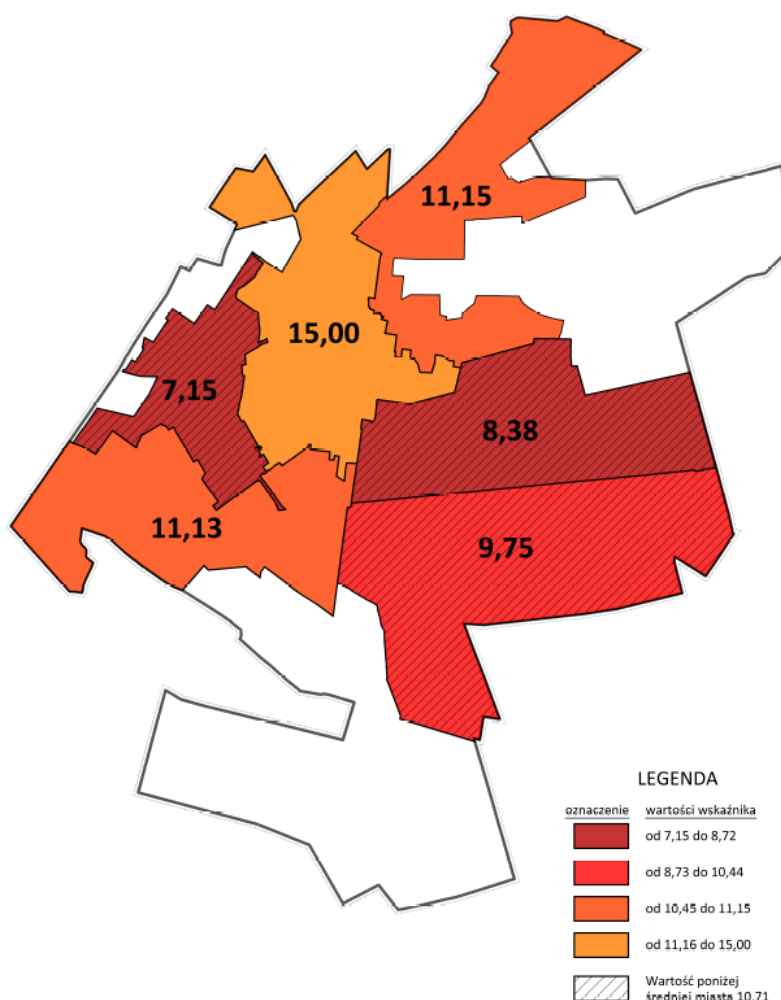 11,15
15,00
7,15
8,38
11,13
9,75
LEGENDA
oznaczenie wartości wskaźnika
od 7,15 do 8,72
od 8,73 do 10,44
od 10,45 do 11,15
od 11,16 do 15,00
Wartość poniżej
średniej miasta 10,71